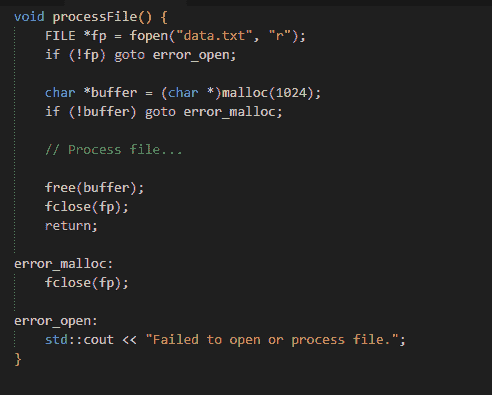 void processFile() {
    FILE *fp = fopen("data.txt", "r");
    if (!fp) goto error_open;

    char *buffer = (char *)malloc(1024);
    if (!buffer) goto error_malloc;

    // Process file...

    free(buffer);
    fclose(fp);
    return;

error_malloc:
    fclose(fp);

error_open:
    std::cout << "Failed to open or process file.";
}